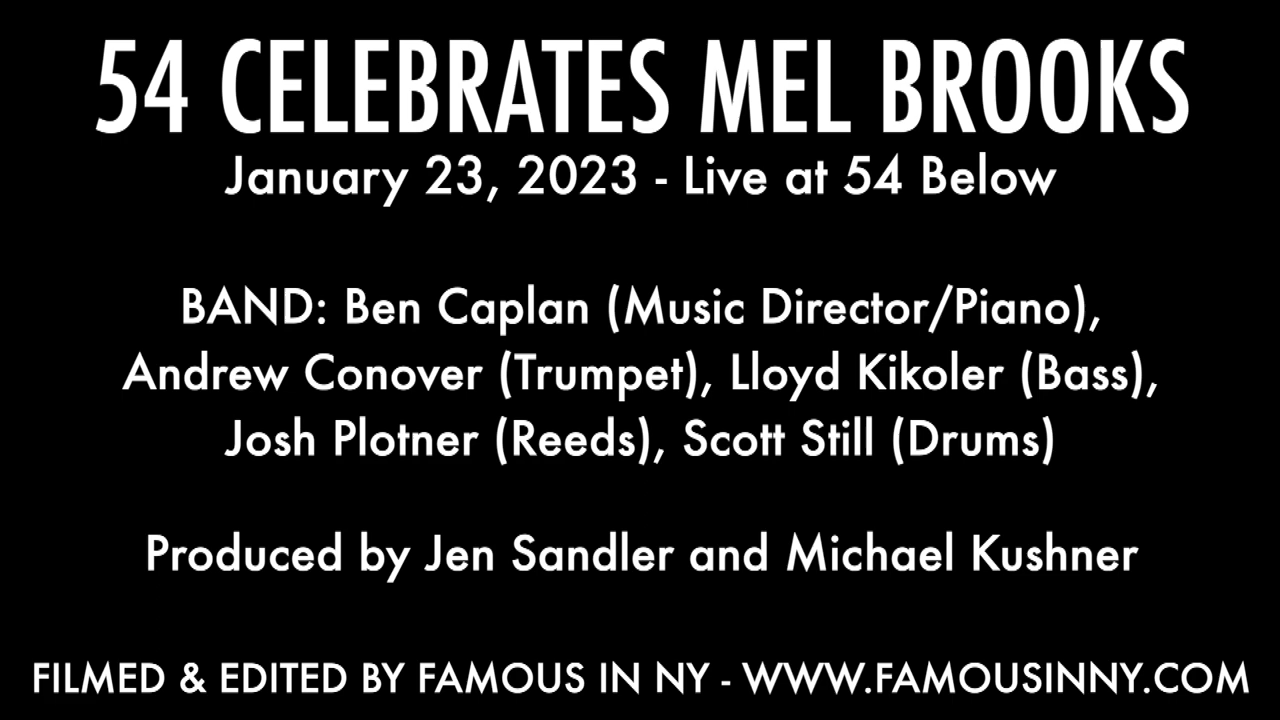 54 CELEBRATES MEL BROOKS
January 23, 2023 - Live at 54 Below
BAND: Ben Caplan (Music Director/Piano),
Andrew Conover (Trumpet), Lloyd Kikoler (Bass),
Josh Plotner (Reeds), Scott Still (Drums)
Produced by Jen Sandler and Michael Kushner
FILMED & EDITED BY FAMOUS IN NY - WWW.FAMOUSINNY.COM